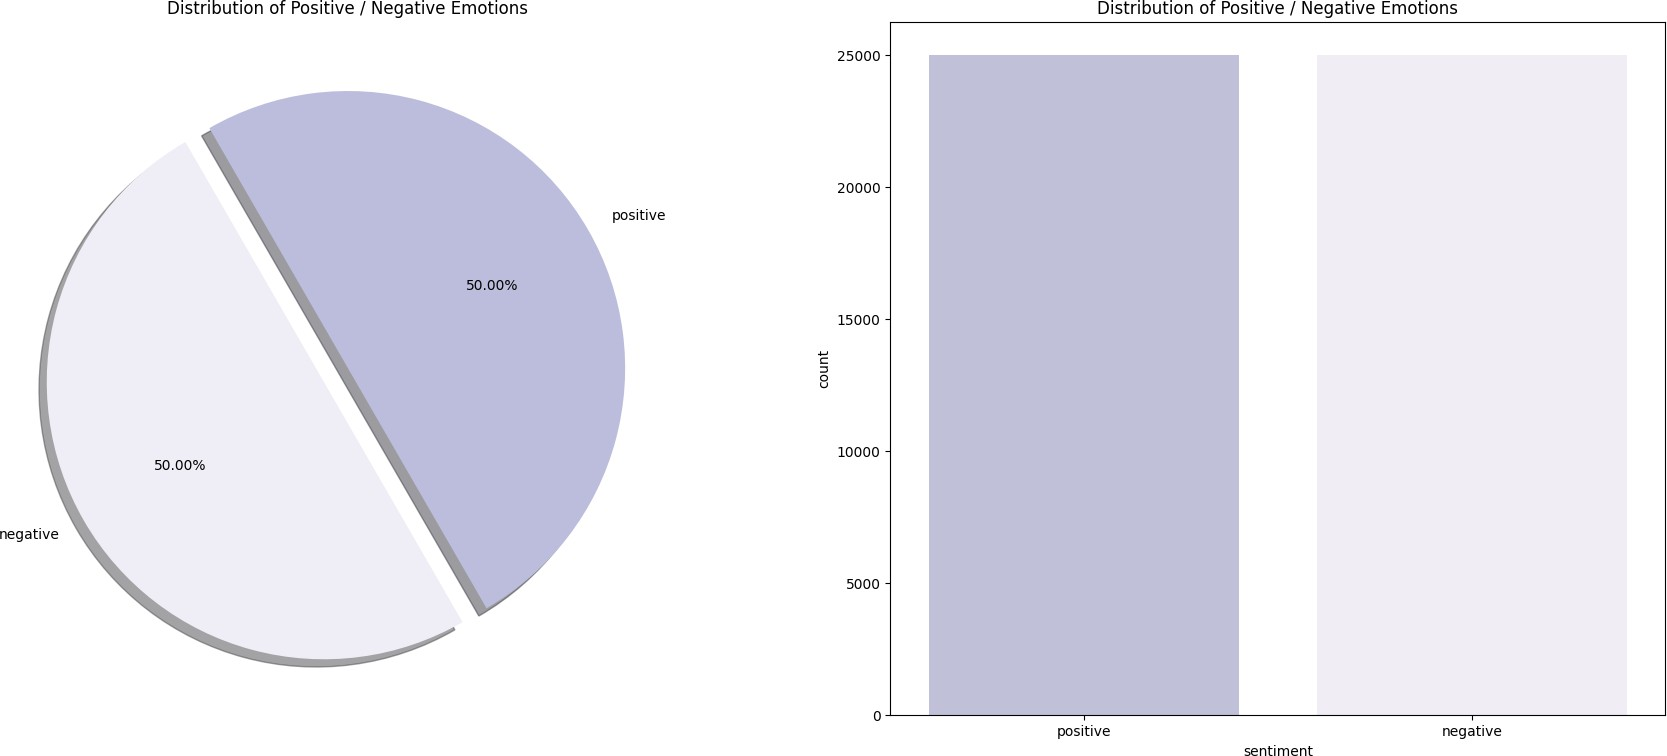 Distribution of Positive / Negative Emotions
positive
50.00%
50.00%
negative
Distribution of Positive / Negative Emotions
25000
20000
15000
10000
5000
0
count
positive
negative
sentiment